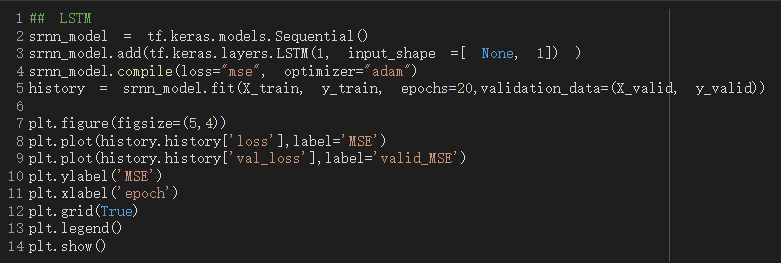 1 ## LSTM
2 srnn_model = tf.keras.models.Sequential()
3 srnn_model.add(tf.keras.layers.LSTM(1, input_shape =[ None, 1]) )
4 srnn_model.compile(loss="mse", optimizer="adam")
5 history = srnn_model.fit(X_train, y_train, epochs=20,validation_data=(X_valid, y_valid))
6
7 plt.figure(figsize=(5,4))
8 plt.plot(history.history['loss'],label='MSE')
9 plt.plot(history.history['val_loss'],label='valid_MSE')
10 plt.ylabel('MSE')
11 plt.xlabel('epoch')
12 plt.grid(True)
13 plt.legend()
14 plt.show()